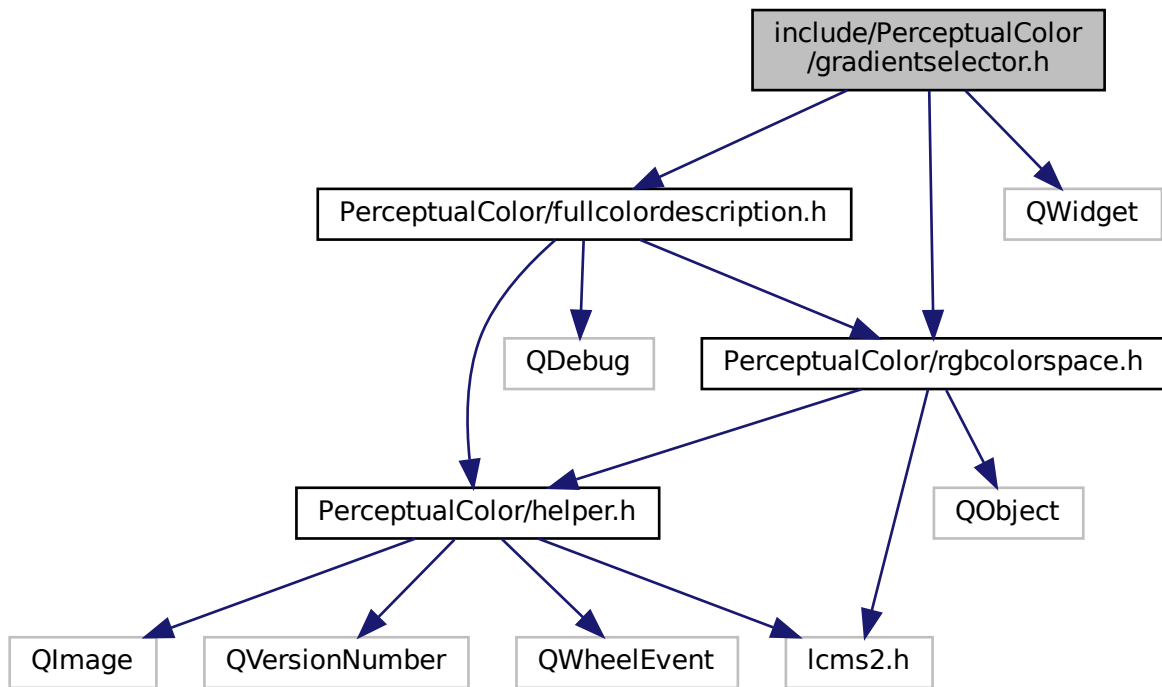 include/PerceptualColor
/gradientselector.h
PerceptualColor/fullcolordescription.h
QWidget
QDebug
PerceptualColor/rgbcolorspace.h
PerceptualColor/helper.h
QObject
QImage
QVersionNumber
QWheelEvent
lcms2.h